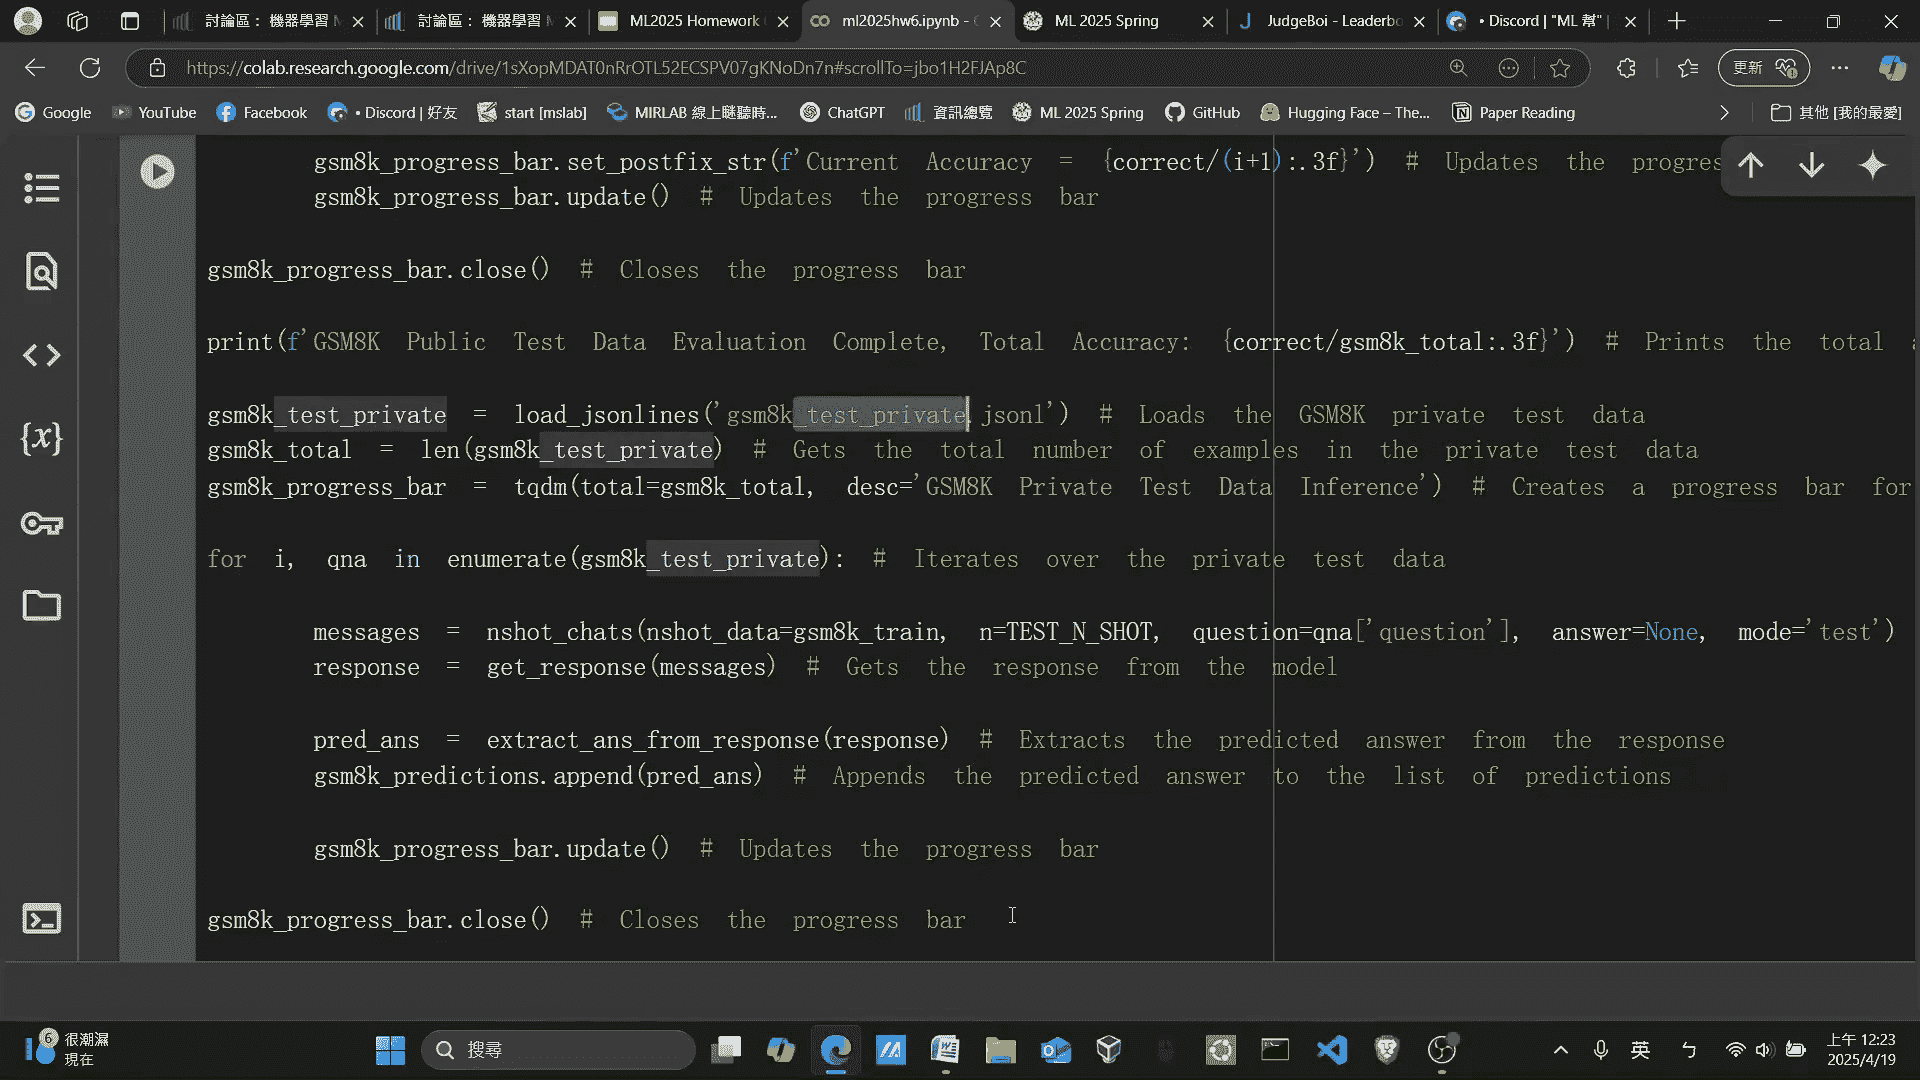 討論區： 機器學習
討論區： 機器學習
ML2025 Homework
ml2025hw6.ipynb -
ML 2025 Spring
JudgeBoi - Leaderbo
• Discord | "ML 幫" |
https://colab.research.google.com/drive/1sXopMDAT0nRrOTL52ECSPV07gKNoDn7n#scrollTo=jbo1H2FJAp8C
更新
Google
YouTube
Facebook
• Discord | 好友
start [mslab]
MIRLAB 線上瞇聽時...
ChatGPT
資訊總覽
ML 2025 Spring
GitHub
Hugging Face – The...
Paper Reading
其他 [我的最愛]
gsm8k_progress_bar.set_postfix_str(f'Current Accuracy = {correct/(i+1):.3f}') # Updates the progres
gsm8k_progress_bar.update() # Updates the progress bar
gsm8k_progress_bar.close() # Closes the progress bar
print(f'GSM8K Public Test Data Evaluation Complete, Total Accuracy: {correct/gsm8k_total:.3f}') # Prints the total
gsm8k_test_private = load_jsonlines('gsm8k_test_private.jsonl') # Loads the GSM8K private test data
gsm8k_total = len(gsm8k_test_private) # Gets the total number of examples in the private test data
gsm8k_progress_bar = tqdm(total=gsm8k_total, desc='GSM8K Private Test Data Inference') # Creates a progress bar for
for i, qna in enumerate(gsm8k_test_private): # Iterates over the private test data
messages = nshot_chats(nshot_data=gsm8k_train, n=TEST_N_SHOT, question=qna['question'], answer=None, mode='test')
response = get_response(messages) # Gets the response from the model
pred_ans = extract_ans_from_response(response) # Extracts the predicted answer from the response
gsm8k_predictions.append(pred_ans) # Appends the predicted answer to the list of predictions
gsm8k_progress_bar.update() # Updates the progress bar
gsm8k_progress_bar.close() # Closes the progress bar
6
很潮濕
現在
搜尋
英
ㄅ
上午 12:23
2025/4/19